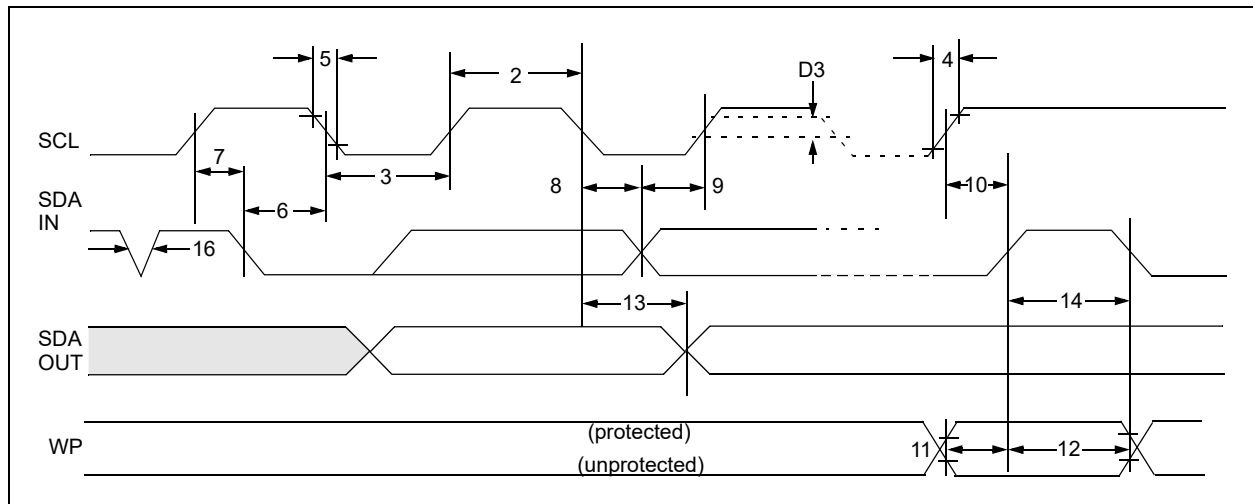 5
2
D3
4
SCL
7
3
8
9
10
SDA
IN
6
16
13
14
SDA
OUT
WP
(protected)
(unprotected)
11
12